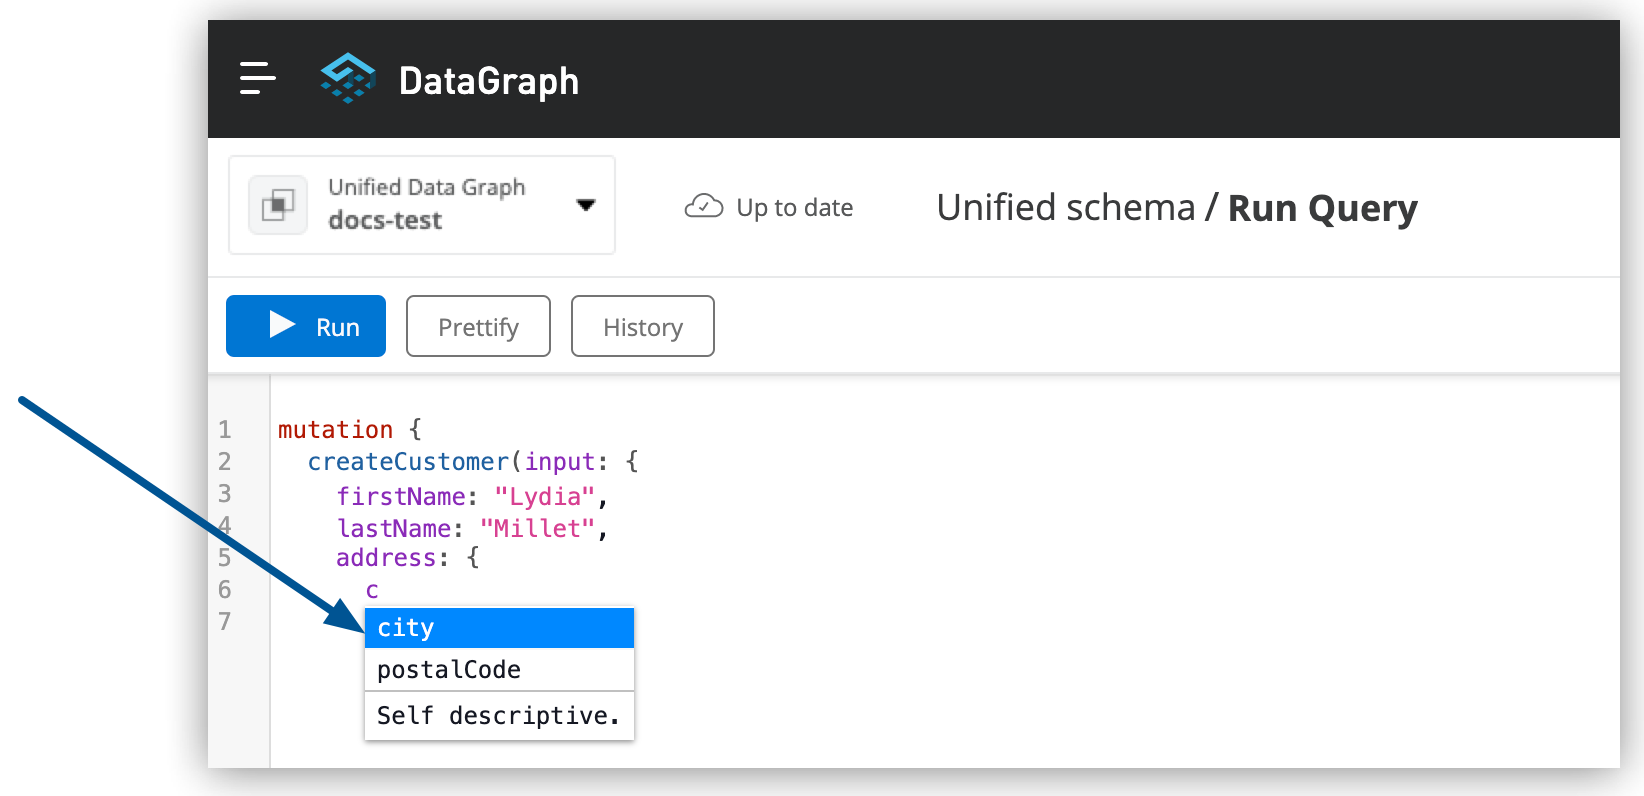 DataGraph
Unified Data Graph
docs-test
Up to date
Unified schema / Run Query
Run
Prettify
History
1 mutation {
2 createCustomer(input: {
3 firstName: "Lydia",
4 lastName: "Millet",
5 address: {
6 c
7
city
postalCode
Self descriptive.